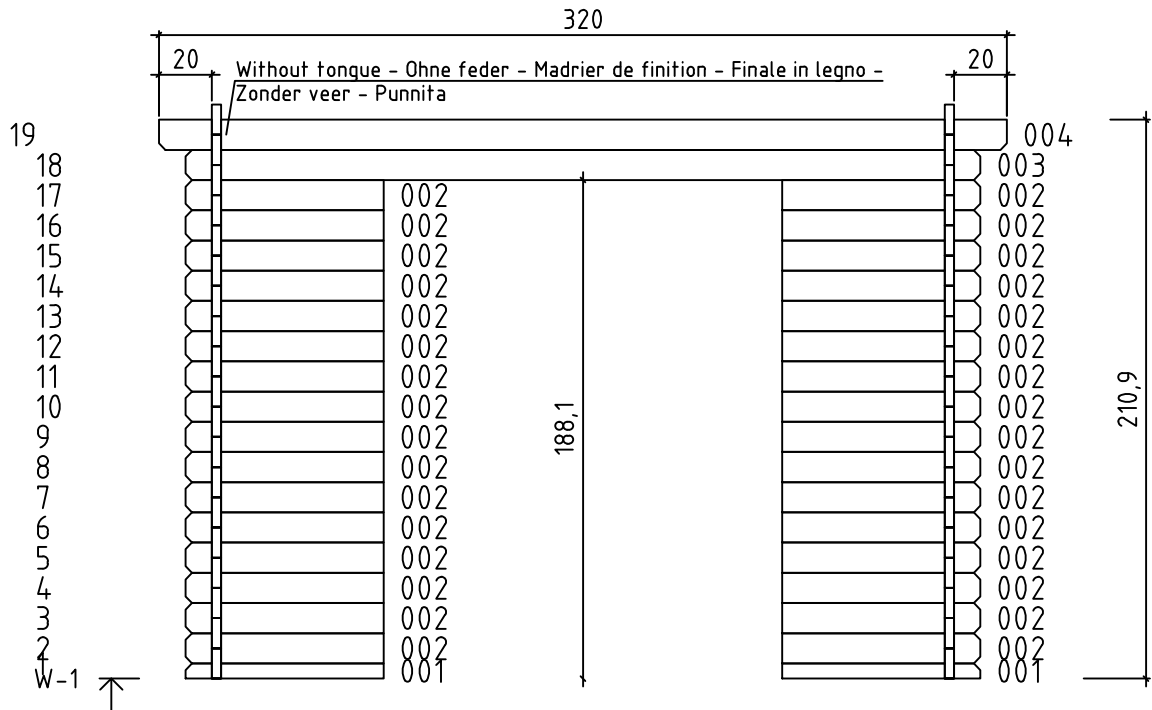 320
20
20
Without tongue - Ohne feder - Madrier de finition - Finale in legno -
Zonder veer - Punnita
19 004
18 003
17 002 002
16 002 002
15 002 002
14 002 002
13 002 002
12 002 002
11 002 002
10 002 002
9 002 002
8 002 002
7 002 002
6 002 002
5 002 002
4 002 002
3 002 002
2 002 002
1 001 001
W-1
188,1
210,9